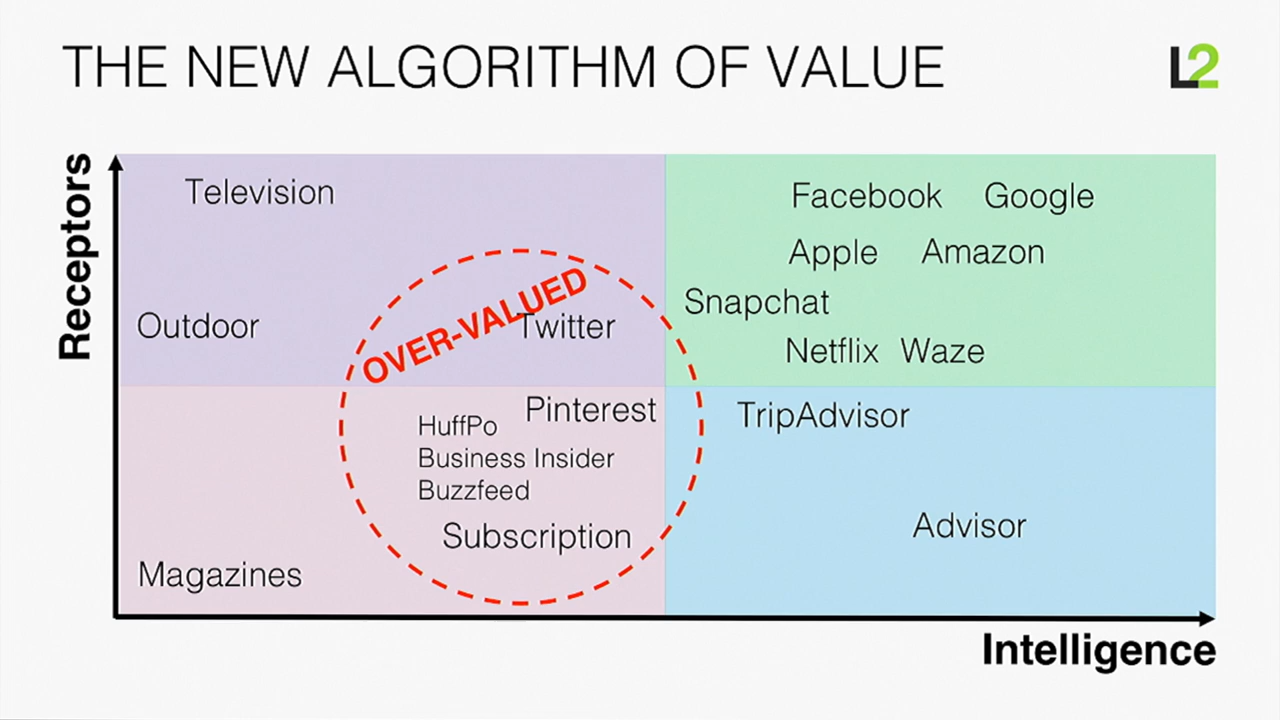 THE NEW ALGORITHM OF VALUE
L2
Receptors
Television
Facebook Google
Apple Amazon
Snapchat
OVER-VALUED
Outdoor
Twitter
Netflix Waze
Pinterest
TripAdvisor
HuffPo
Business Insider
Buzzfeed
Subscription
Advisor
Magazines
Intelligence